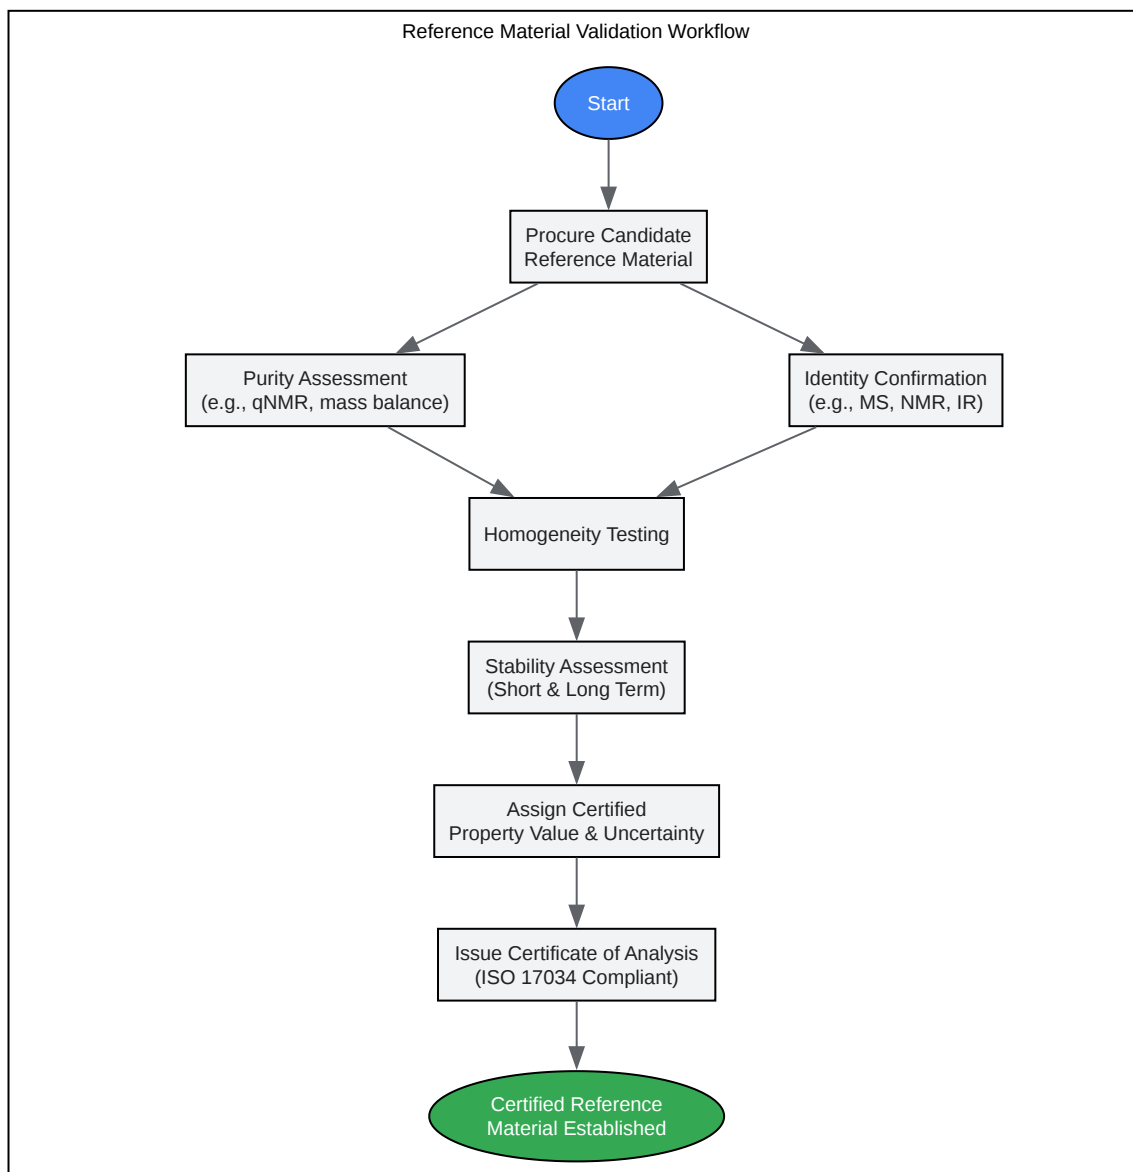 Reference Material Validation Workflow
Start
Procure Candidate
Reference Material
Purity Assessment
(e.g., qNMR, mass balance)
Identity Confirmation
(e.g., MS, NMR, IR)
Homogeneity Testing
Stability Assessment
(Short & Long Term)
Assign Certified
Property Value & Uncertainty
Issue Certificate of Analysis
(ISO 17034 Compliant)
Certified Reference
Material Established